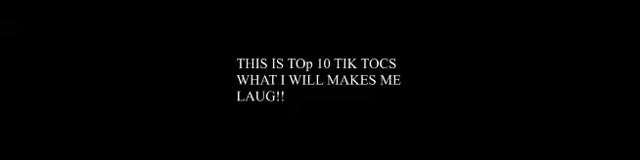 THIS IS TOp 10 TIK TOCS
WHAT I WILL MAKES ME
LAUG!!